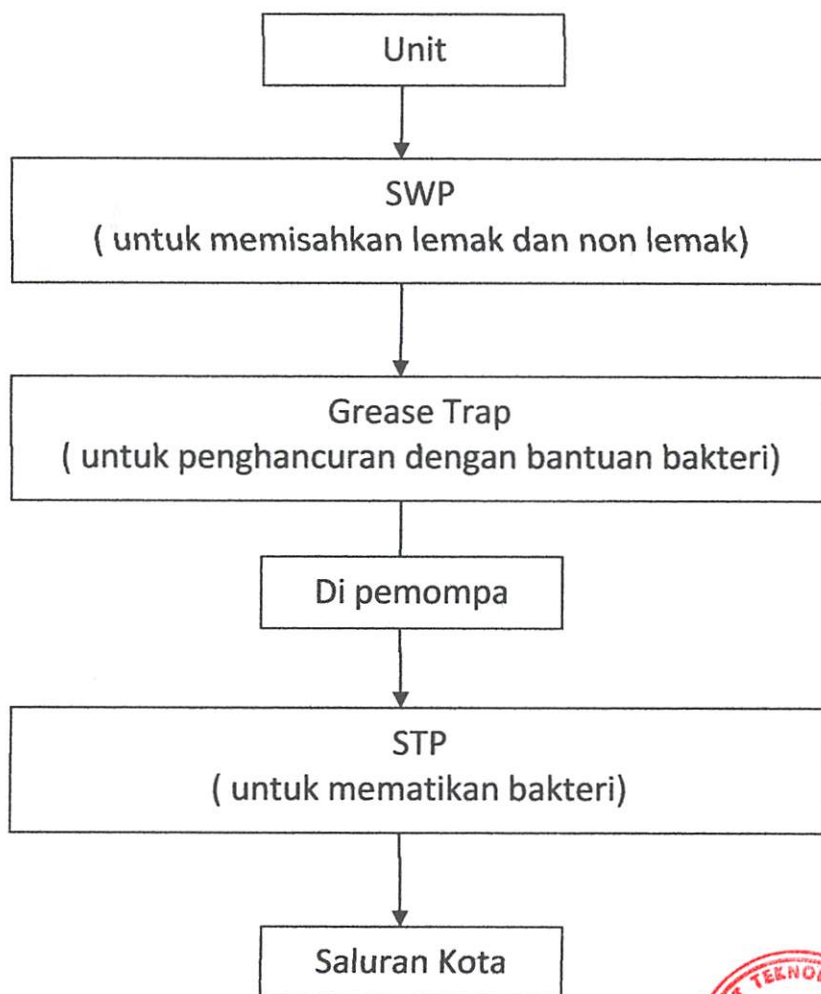 Unit
SWP
( untuk memisahkan lemak dan non lemak)
Grease Trap
( untuk penghancuran dengan bantuan bakteri)
Di pemompa
STP
( untuk mematikan bakteri)
Saluran Kota